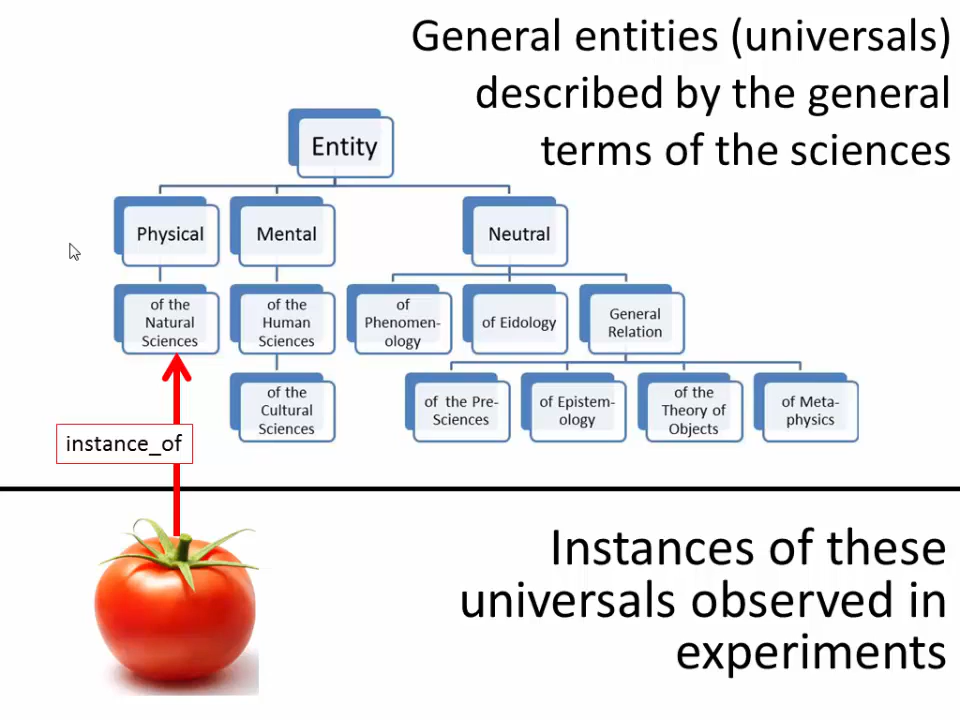 General entities (universals)
described by the general
terms of the sciences
Entity
Physical
Mental
Neutral
of the
Natural
Sciences
of the
Human
Sciences
of
Phenomen-
ology
of Eidology
General
Relation
of the
Cultural
Sciences
of the Pre-
Sciences
of Epistem-
ology
of the
Theory of
Objects
of Meta-
physics
instance_of
Instances of these
universals observed in
experiments